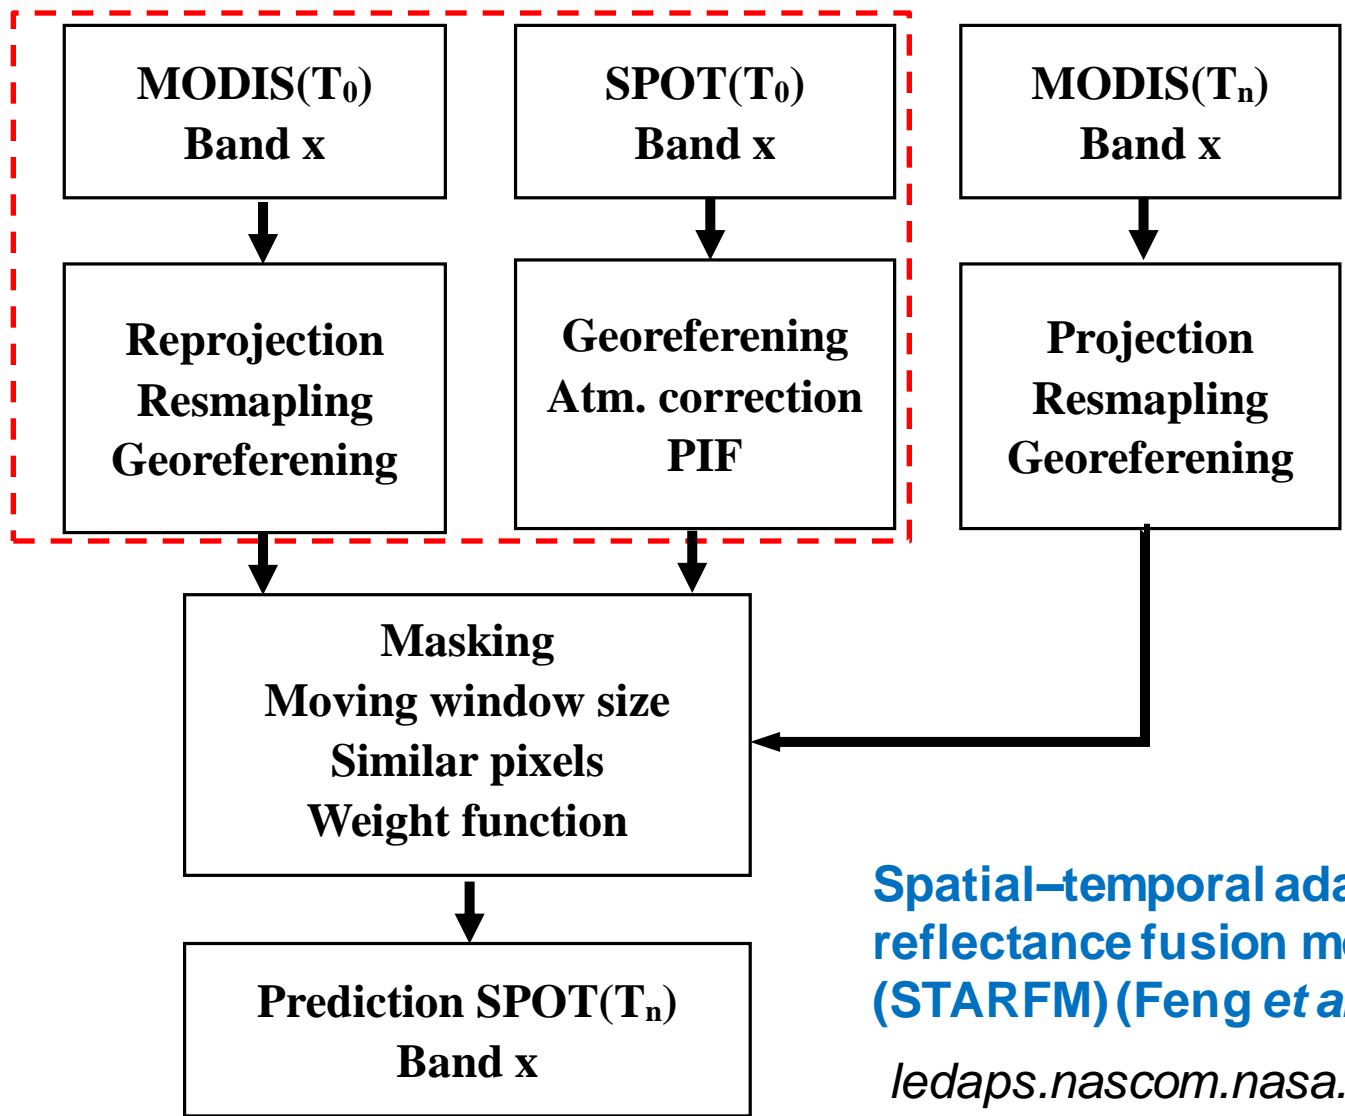 MODIS(T₀)
Band x
SPOT(T₀)
Band x
MODIS(Tₙ)
Band x
Reprojection
Resmapling
Georeferening
Georeferening
Atm. correction
PIF
Projection
Resmapling
Georeferening
Masking
Moving window size
Similar pixels
Weight function
Spatial–temporal
reflectance fusion
(STARFM) (Feng et
ledaps.nascom.nasa.
Prediction SPOT(Tₙ)
Band x